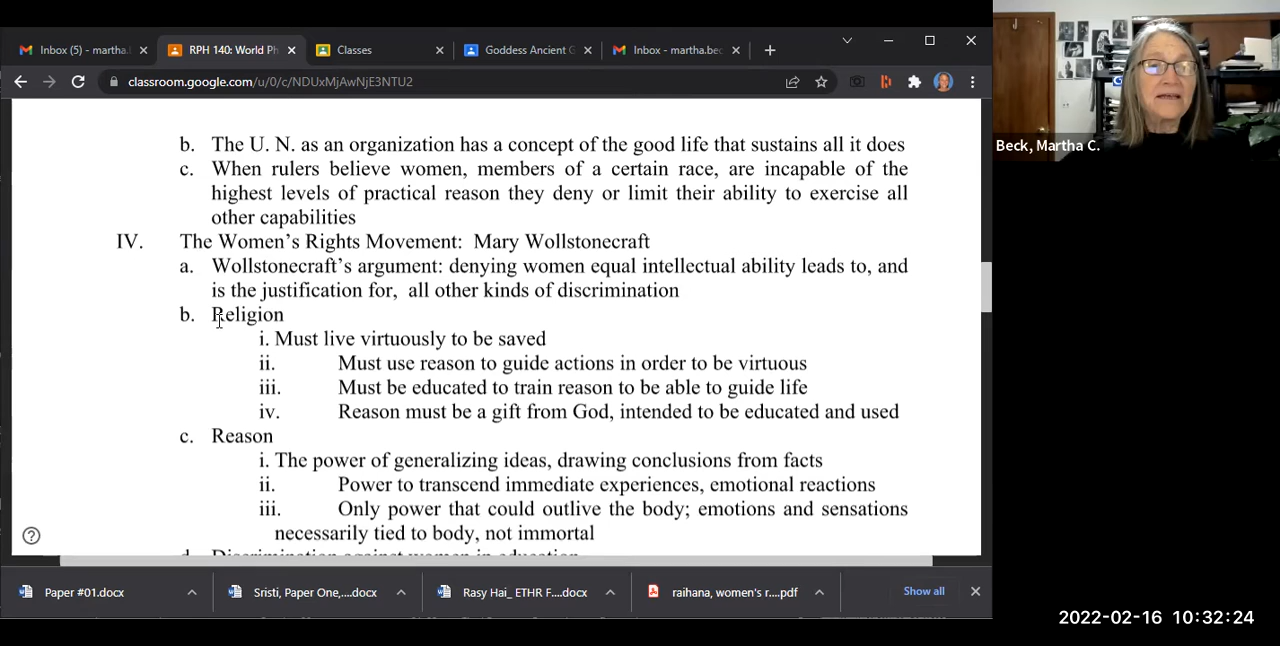 Inbox (5) - martha.
RPH 140: World Ph
Classes
Goddess Ancient G
Inbox - martha.bec
classroom.google.com/u/0/c/NDUxMjAwNjE3NTU2
b. The U. N. as an organization has a concept of the good life that sustains all it does
c. When rulers believe women, members of a certain race, are incapable of the
highest levels of practical reason they deny or limit their ability to exercise all
other capabilities
IV. The Women's Rights Movement: Mary Wollstonecraft
a. Wollstonecraft's argument: denying women equal intellectual ability leads to, and
is the justification for, all other kinds of discrimination
b. Religion
i. Must live virtuously to be saved
ii. Must use reason to guide actions in order to be virtuous
iii. Must be educated to train reason to be able to guide life
iv. Reason must be a gift from God, intended to be educated and used
c. Reason
i. The power of generalizing ideas, drawing conclusions from facts
ii. Power to transcend immediate experiences, emotional reactions
iii. Only power that could outlive the body; emotions and sensations
necessarily tied to body, not immortal
d. Discrimination against women in education
Paper #01.docx
Sristi, Paper One,....docx
Rasy Hai_ ETHR F....docx
raihana, women's r....pdf
Show all
Beck, Martha C.
2022-02-16 10:32:24